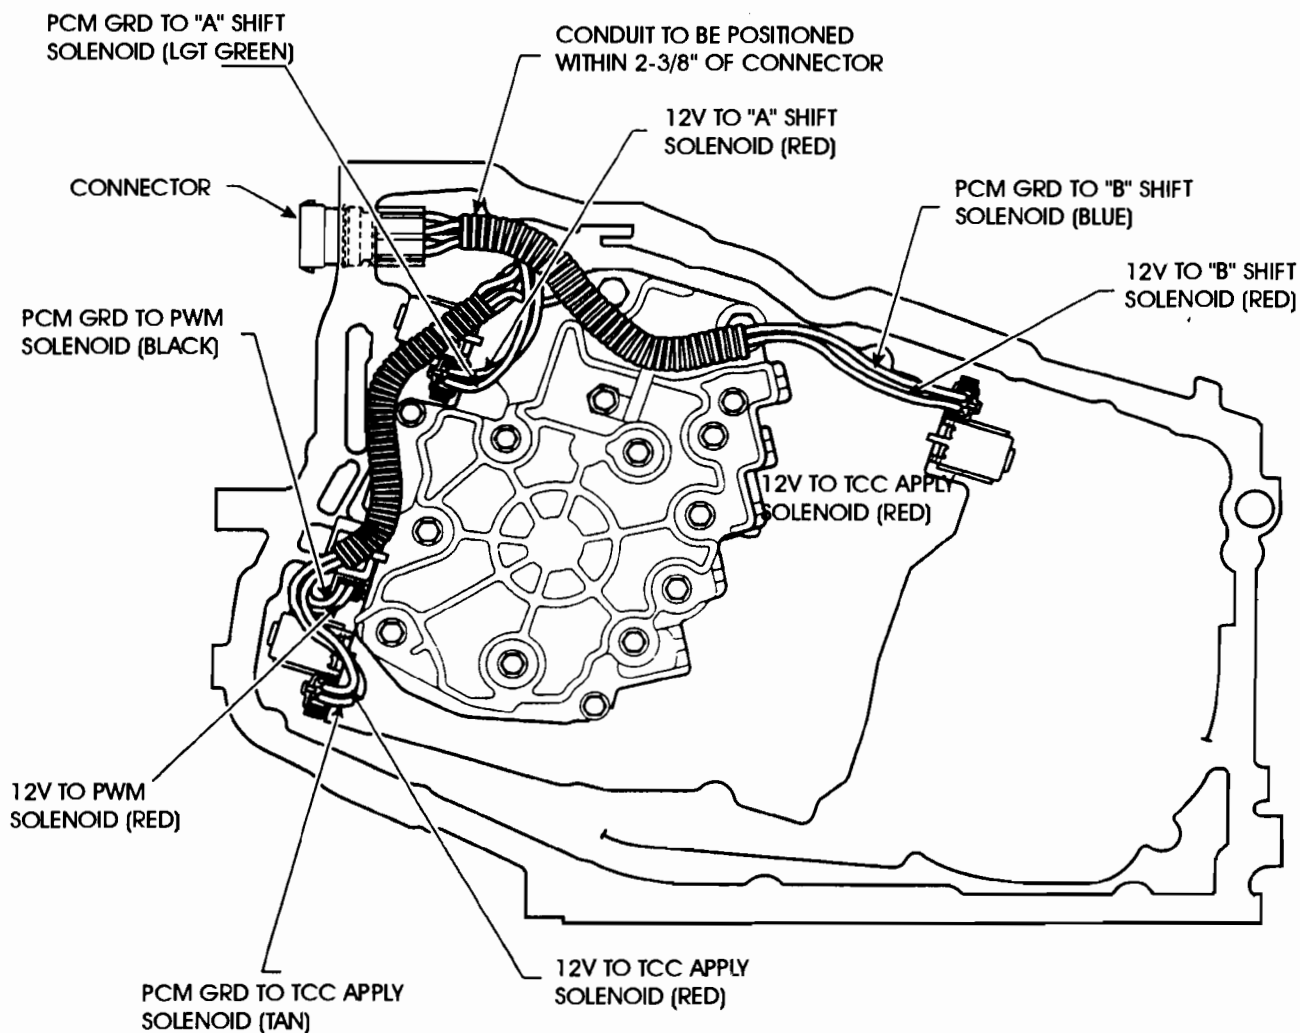 PCM GRD TO "A" SHIFT
SOLENOID (LGT GREEN)
CONDUIT TO BE POSITIONED
WITHIN 2-3/8" OF CONNECTOR
12V TO "A" SHIFT
SOLENOID (RED)
CONNECTOR
PCM GRD TO "B" SHIFT
SOLENOID (BLUE)
12V TO "B" SHIFT
SOLENOID (RED)
PCM GRD TO PWM
SOLENOID (BLACK)
12V TO TCC APPLY
SOLENOID (RED)
12V TO PWM
SOLENOID (RED)
12V TO TCC APPLY
SOLENOID (RED)
PCM GRD TO TCC APPLY
SOLENOID (TAN)